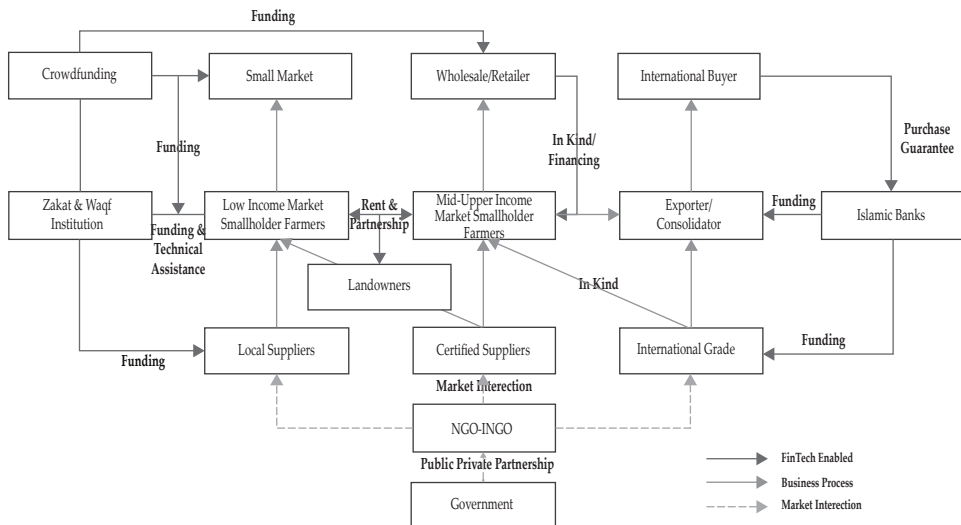 Funding
Crowdfunding
Small Market
Wholesale/Retailer
International Buyer
Funding
In Kind/
Financing
Purchase
Guarantee
Zakat & Waqf
Institution
Low Income Market
Smallholder Farmers
Rent &
Partnership
Mid-Upper Income
Market Smallholder
Farmers
Exporter/
Consolidator
Funding
Islamic Banks
Funding &
Technical
Assistance
Landowners
In Kind
Local Suppliers
Certified Suppliers
International Grade
Funding
Funding
Market Interection
NGO-INGO
Public Private Partnership
Government
FinTech Enabled
Business Process
Market Interection